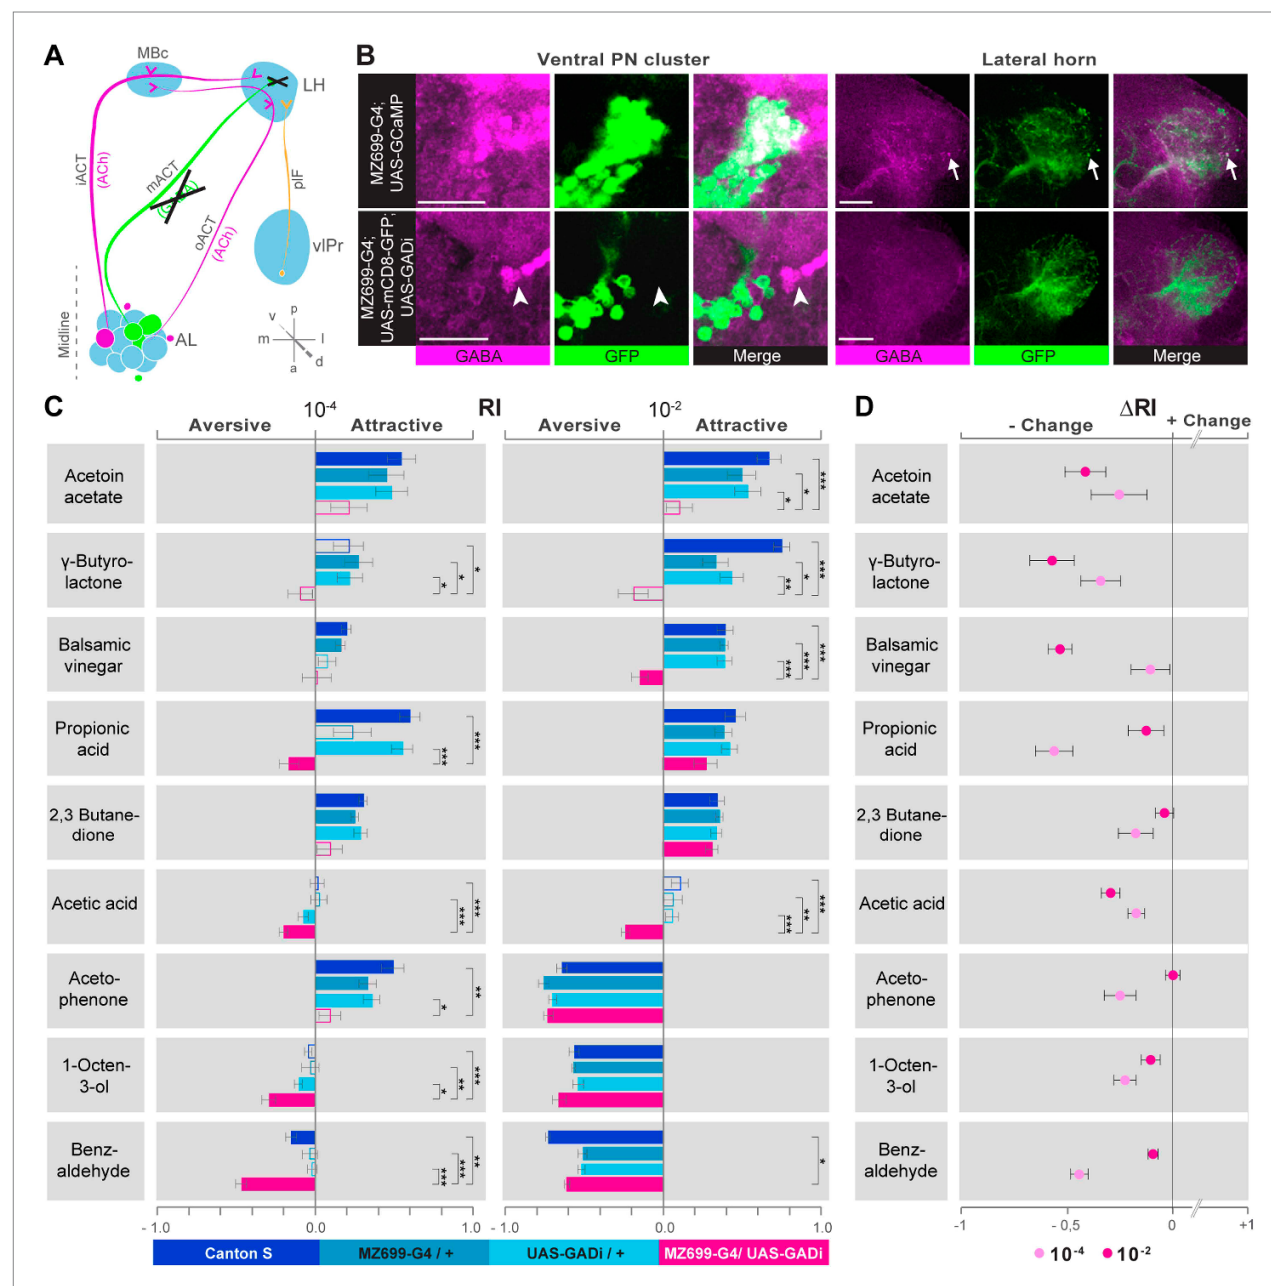 A
MBc
LH
iACT
(ACh)
mACT
oACT
(ACh)
plF
vlPr
AL
Midline
v
p
m
l
a
d
B
Ventral PN cluster
Lateral horn
MZ699-G4;
UAS-GCaMP
MZ699-G4;
UAS-mCD8-GFP;
UAS-GADi
GABA
GFP
Merge
GABA
GFP
Merge
C
10-4
RI
10-2
Aversive
Attractive
Aversive
Attractive
D
ΔRI
- Change
+ Change
Acetoin
acetate
*
*
***
Acetoin
acetate
γ-Butyro-
lactone
*
*
*
**
*
***
γ-Butyro-
lactone
Balsamic
vinegar
***
***
***
Balsamic
vinegar
Propionic
acid
***
***
Propionic
acid
2,3 Butane-
dione
2,3 Butane-
dione
Acetic acid
***
***
***
**
***
Acetic acid
Aceto-
phenone
*
**
Aceto-
phenone
1-Octen-
3-ol
*
**
***
1-Octen-
3-ol
Benz-
aldehyde
***
***
**
*
Benz-
aldehyde
- 1.0
0.0
1.0
- 1.0
0.0
1.0
-1
- 0,5
0
+1
Canton S
MZ699-G4 / +
UAS-GADi / +
MZ699-G4/ UAS-GADi
10-4
10-2